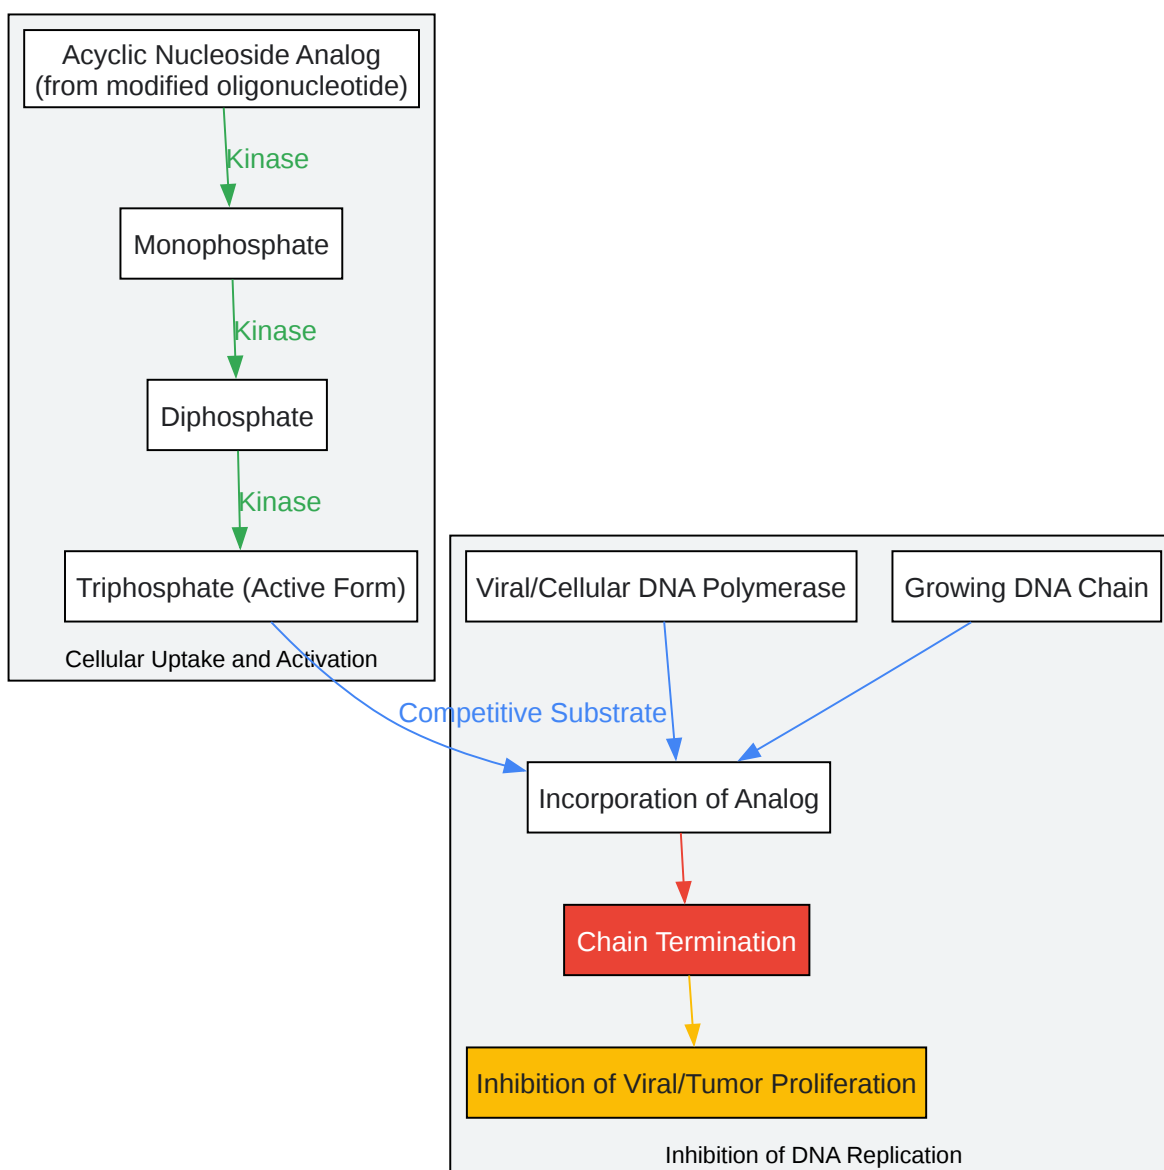 Acyclic Nucleoside Analog
(from modified oligonucleotide)
Kinase
Monophosphate
Kinase
Diphosphate
Kinase
Triphosphate (Active Form)
Cellular Uptake and Activation
Viral/Cellular DNA Polymerase
Growing DNA Chain
Competitive Substrate
Incorporation of Analog
Chain Termination
Inhibition of Viral/Tumor Proliferation
Inhibition of DNA Replication